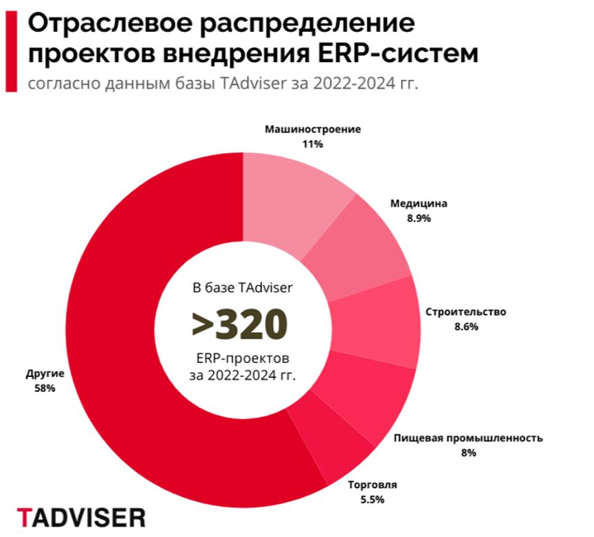 Отраслевое распределение
проектов внедрения ERP-систем
согласно данным базы TAdviser за 2022-2024 гг.
Машиностроение
11%
Медицина
8.9%
Строительство
8.6%
В базе TAdviser
>320
ERP-проектов
за 2022-2024 гг.
Другие
58%
Пищевая промышленность
8%
Торговля
5.5%
TADVISER